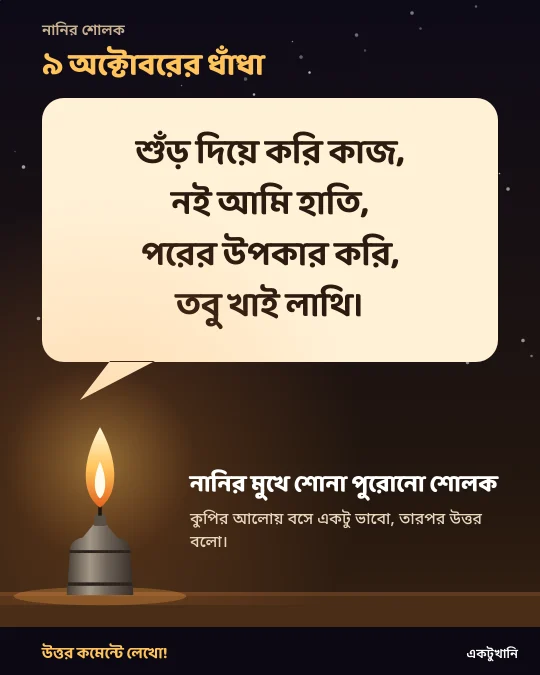 নানির শোলক
৯ অক্টোবরের ধাঁধা
শুঁড় দিয়ে করি কাজ,
নই আমি হাতি,
পরের উপকার করি,
তবু খাই লাথি।
নানির মুখে শোনা পুরোনো শোলক
কুপির আলোয় বসে একটু ভাবো, তারপর উত্তর
বলো।
উত্তর কমেন্টে লেখো!
একটুখানি